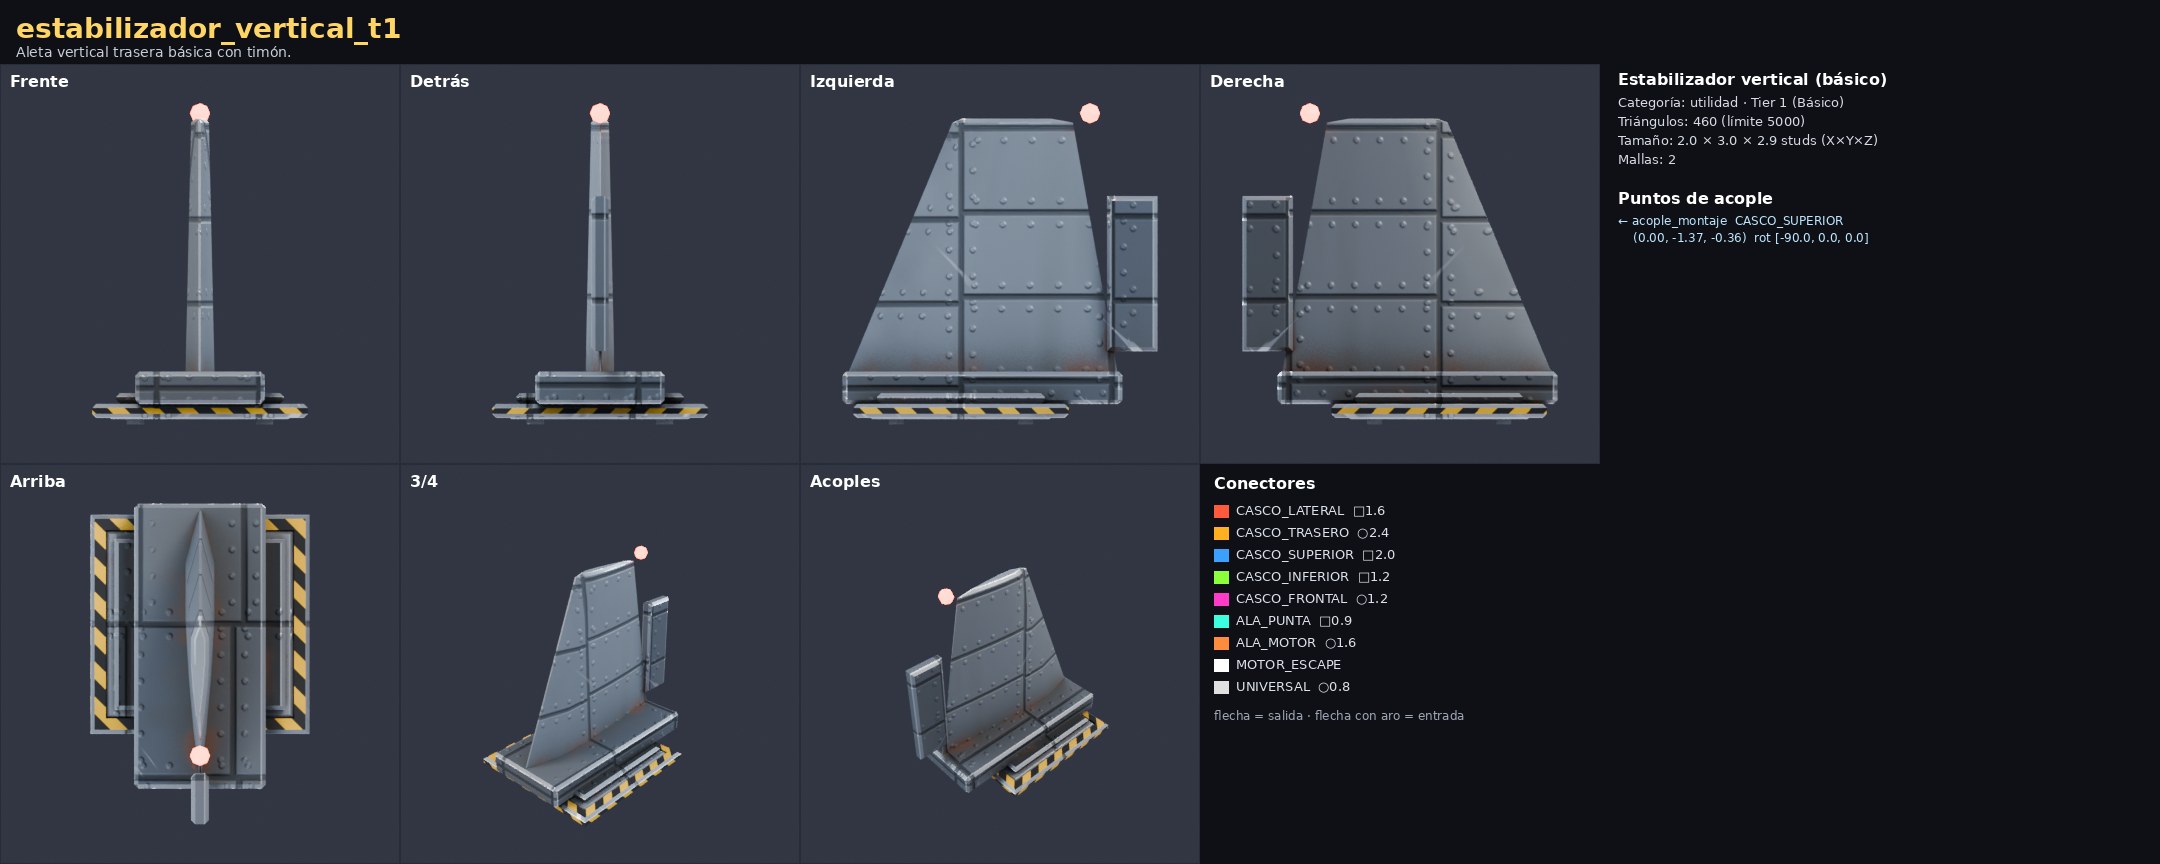 estabilizador_vertical_t1
Aleta vertical trasera básica con timón.
Frente
Detrás
Izquierda
Derecha
Estabilizador vertical (básico)
Categoría: utilidad · Tier 1 (Básico)
Triángulos: 460 (límite 5000)
Tamaño: 2.0 × 3.0 × 2.9 studs (X×Y×Z)
Mallas: 2
Puntos de acople
← acople_montaje CASCO_SUPERIOR
(0.00, -1.37, -0.36) rot [-90.0, 0.0, 0.0]
Arriba
3/4
Acoples
Conectores
CASCO_LATERAL □1.6
CASCO_TRASERO ○2.4
CASCO_SUPERIOR □2.0
CASCO_INFERIOR □1.2
CASCO_FRONTAL ○1.2
ALA_PUNTA □0.9
ALA_MOTOR ○1.6
MOTOR_ESCAPE
UNIVERSAL ○0.8
flecha = salida · flecha con aro = entrada